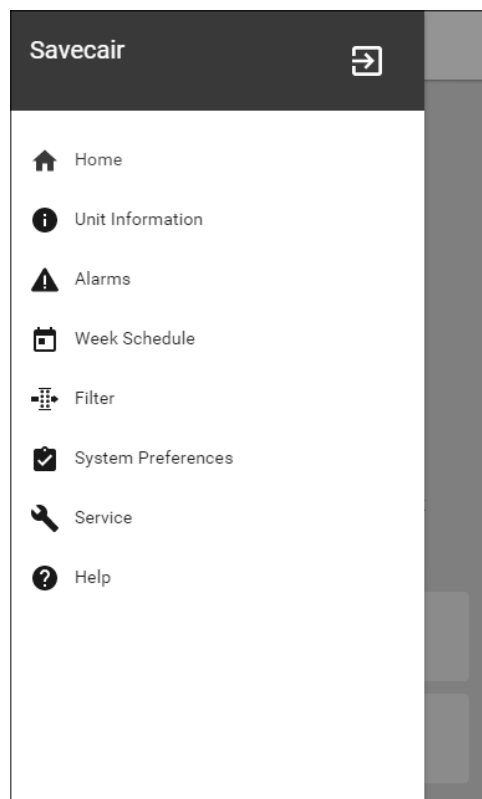 Savecair
Home
Unit Information
Alarms
Week Schedule
Filter
System Preferences
Service
Help